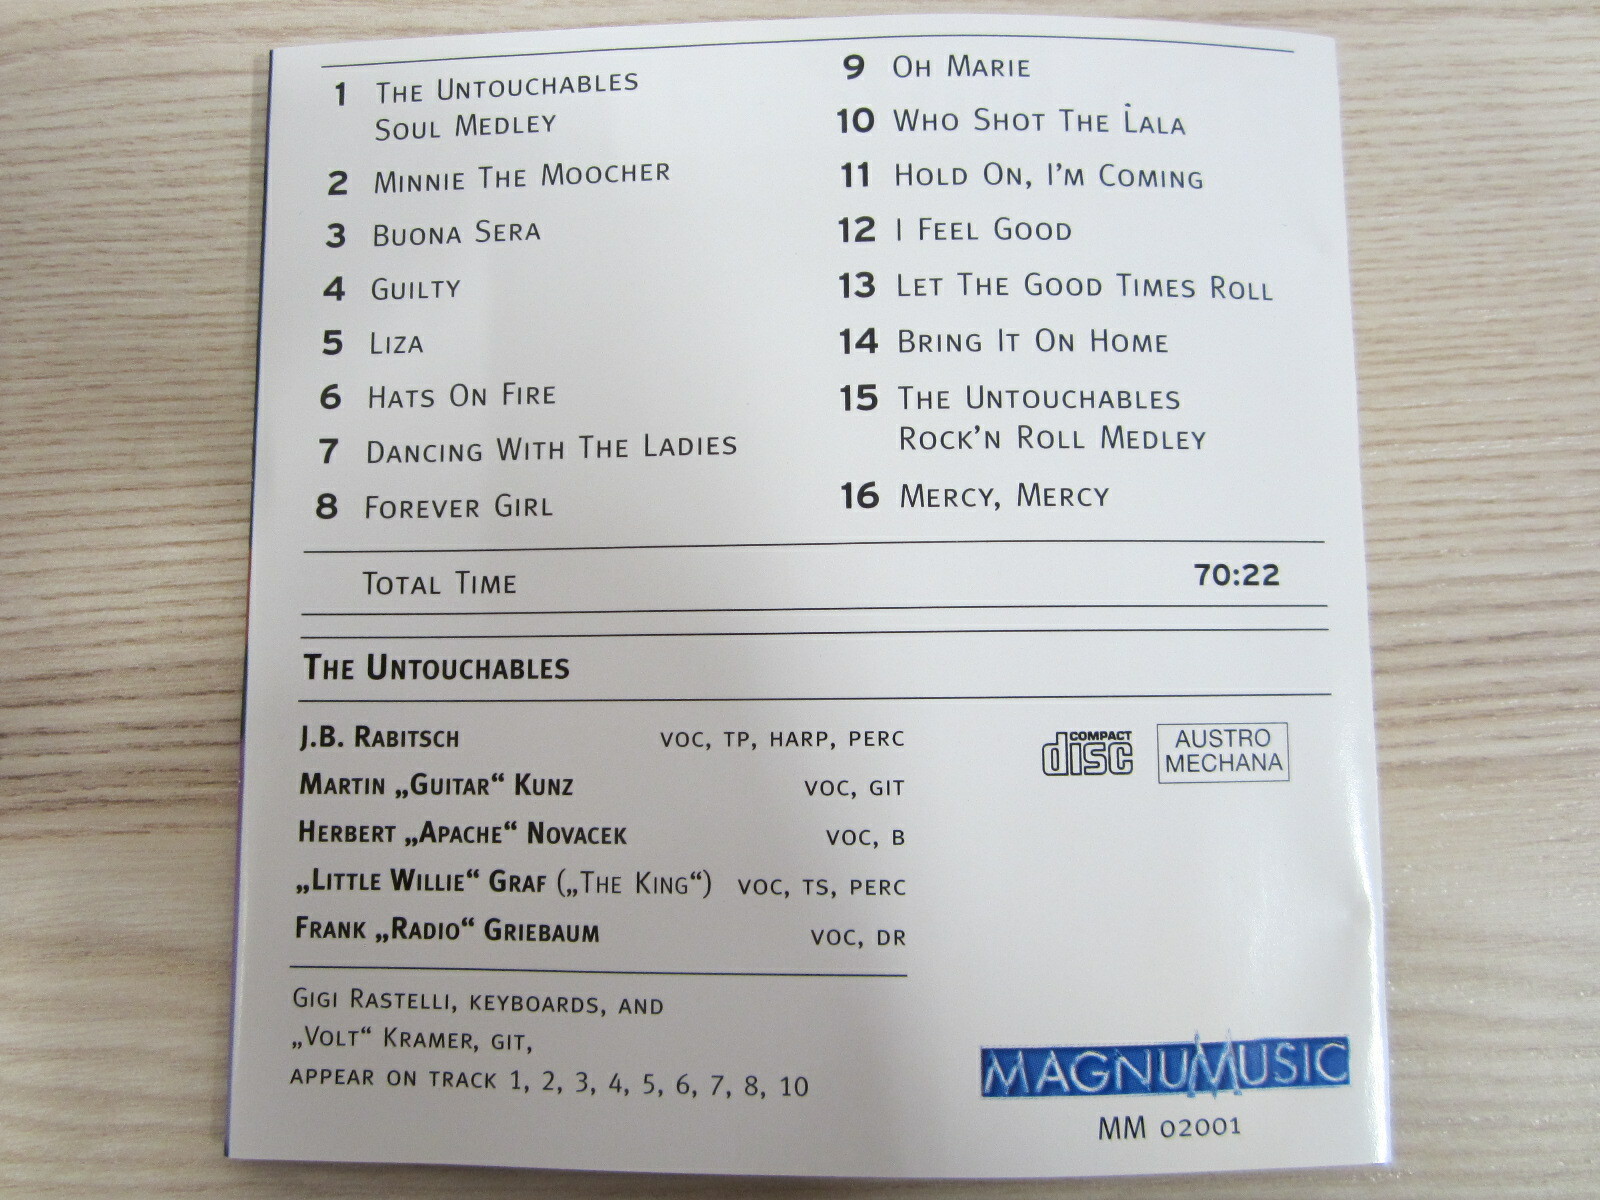 1 The Untouchables
Soul Medley
2 Minnie The Moocher
3 Buona Sera
4 Guilty
5 Liza
6 Hats On Fire
7 Dancing With The Ladies
8 Forever Girl
9 Oh Marie
10 Who Shot The Lala
11 Hold On, I'm Coming
12 I Feel Good
13 Let The Good Times Roll
14 Bring It On Home
15 The Untouchables
Rock'n Roll Medley
16 Mercy, Mercy
Total Time 70:22
The Untouchables
J.B. Rabitsch voc, tp, harp, perc
Martin „Guitar“ Kunz voc, git
Herbert „Apache“ Novacek voc, b
„Little Willie“ Graf („The King“) voc, ts, perc
Frank „Radio“ Griebaum voc, dr
COMPACT
disc
AUSTRO
MECHANA
Gigi Rastelli, keyboards, and
„Volt“ Kramer, git,
appear on track 1, 2, 3, 4, 5, 6, 7, 8, 10
MAGNUMUSIC
MM 02001